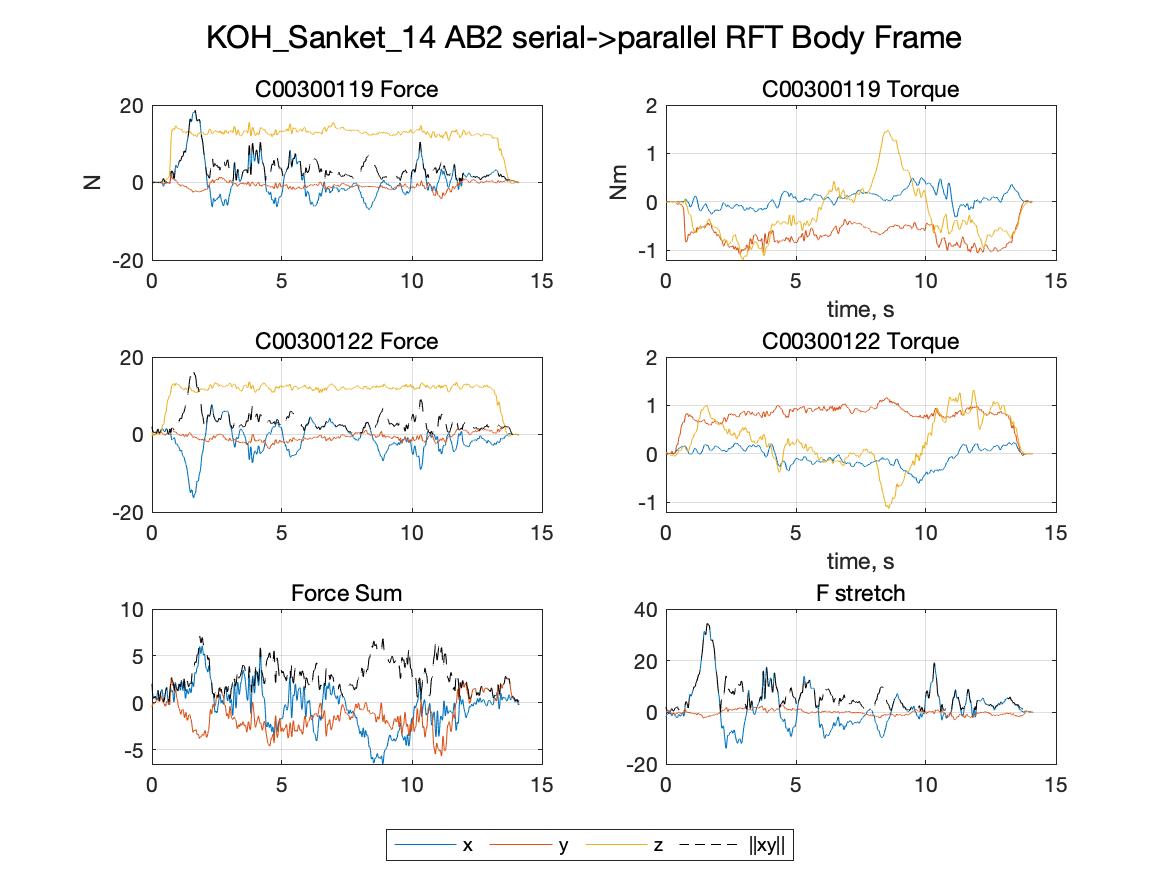 KOH_Sanket_14 AB2 serial->parallel RFT Body Frame
C00300119 Force
20
0
-20
N
0 5 10 15
C00300119 Torque
2
1
0
-1
Nm
0 5 10 15
time, s
C00300122 Force
20
0
-20
0 5 10 15
C00300122 Torque
2
1
0
-1
0 5 10 15
time, s
Force Sum
10
5
0
-5
0 5 10 15
F stretch
40
20
0
-20
0 5 10 15
x y z ||xy||